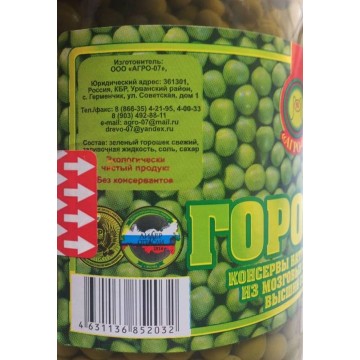 Изготовитель:
ООО «АГРО-07»,
Юридический адрес: 361301,
Россия, КБР, Урванский район,
с. Герменчик, ул. Советская, дом 1
Тел./факс: 8 (866-35) 4-21-95, 4-00-33
8 (903) 492-85-11
e-mail: agro-07@mail.ru
drevo-07@yandex.ru
Состав: зеленый горошек свежий,
заливочная жидкость, соль, сахар
Экологически
чистый продукт
Без консервантов
ГОРО
КОНСЕРВЫ
ИЗ МОЗГОВЫ
ВЫСШИЙ
4 631136 852032